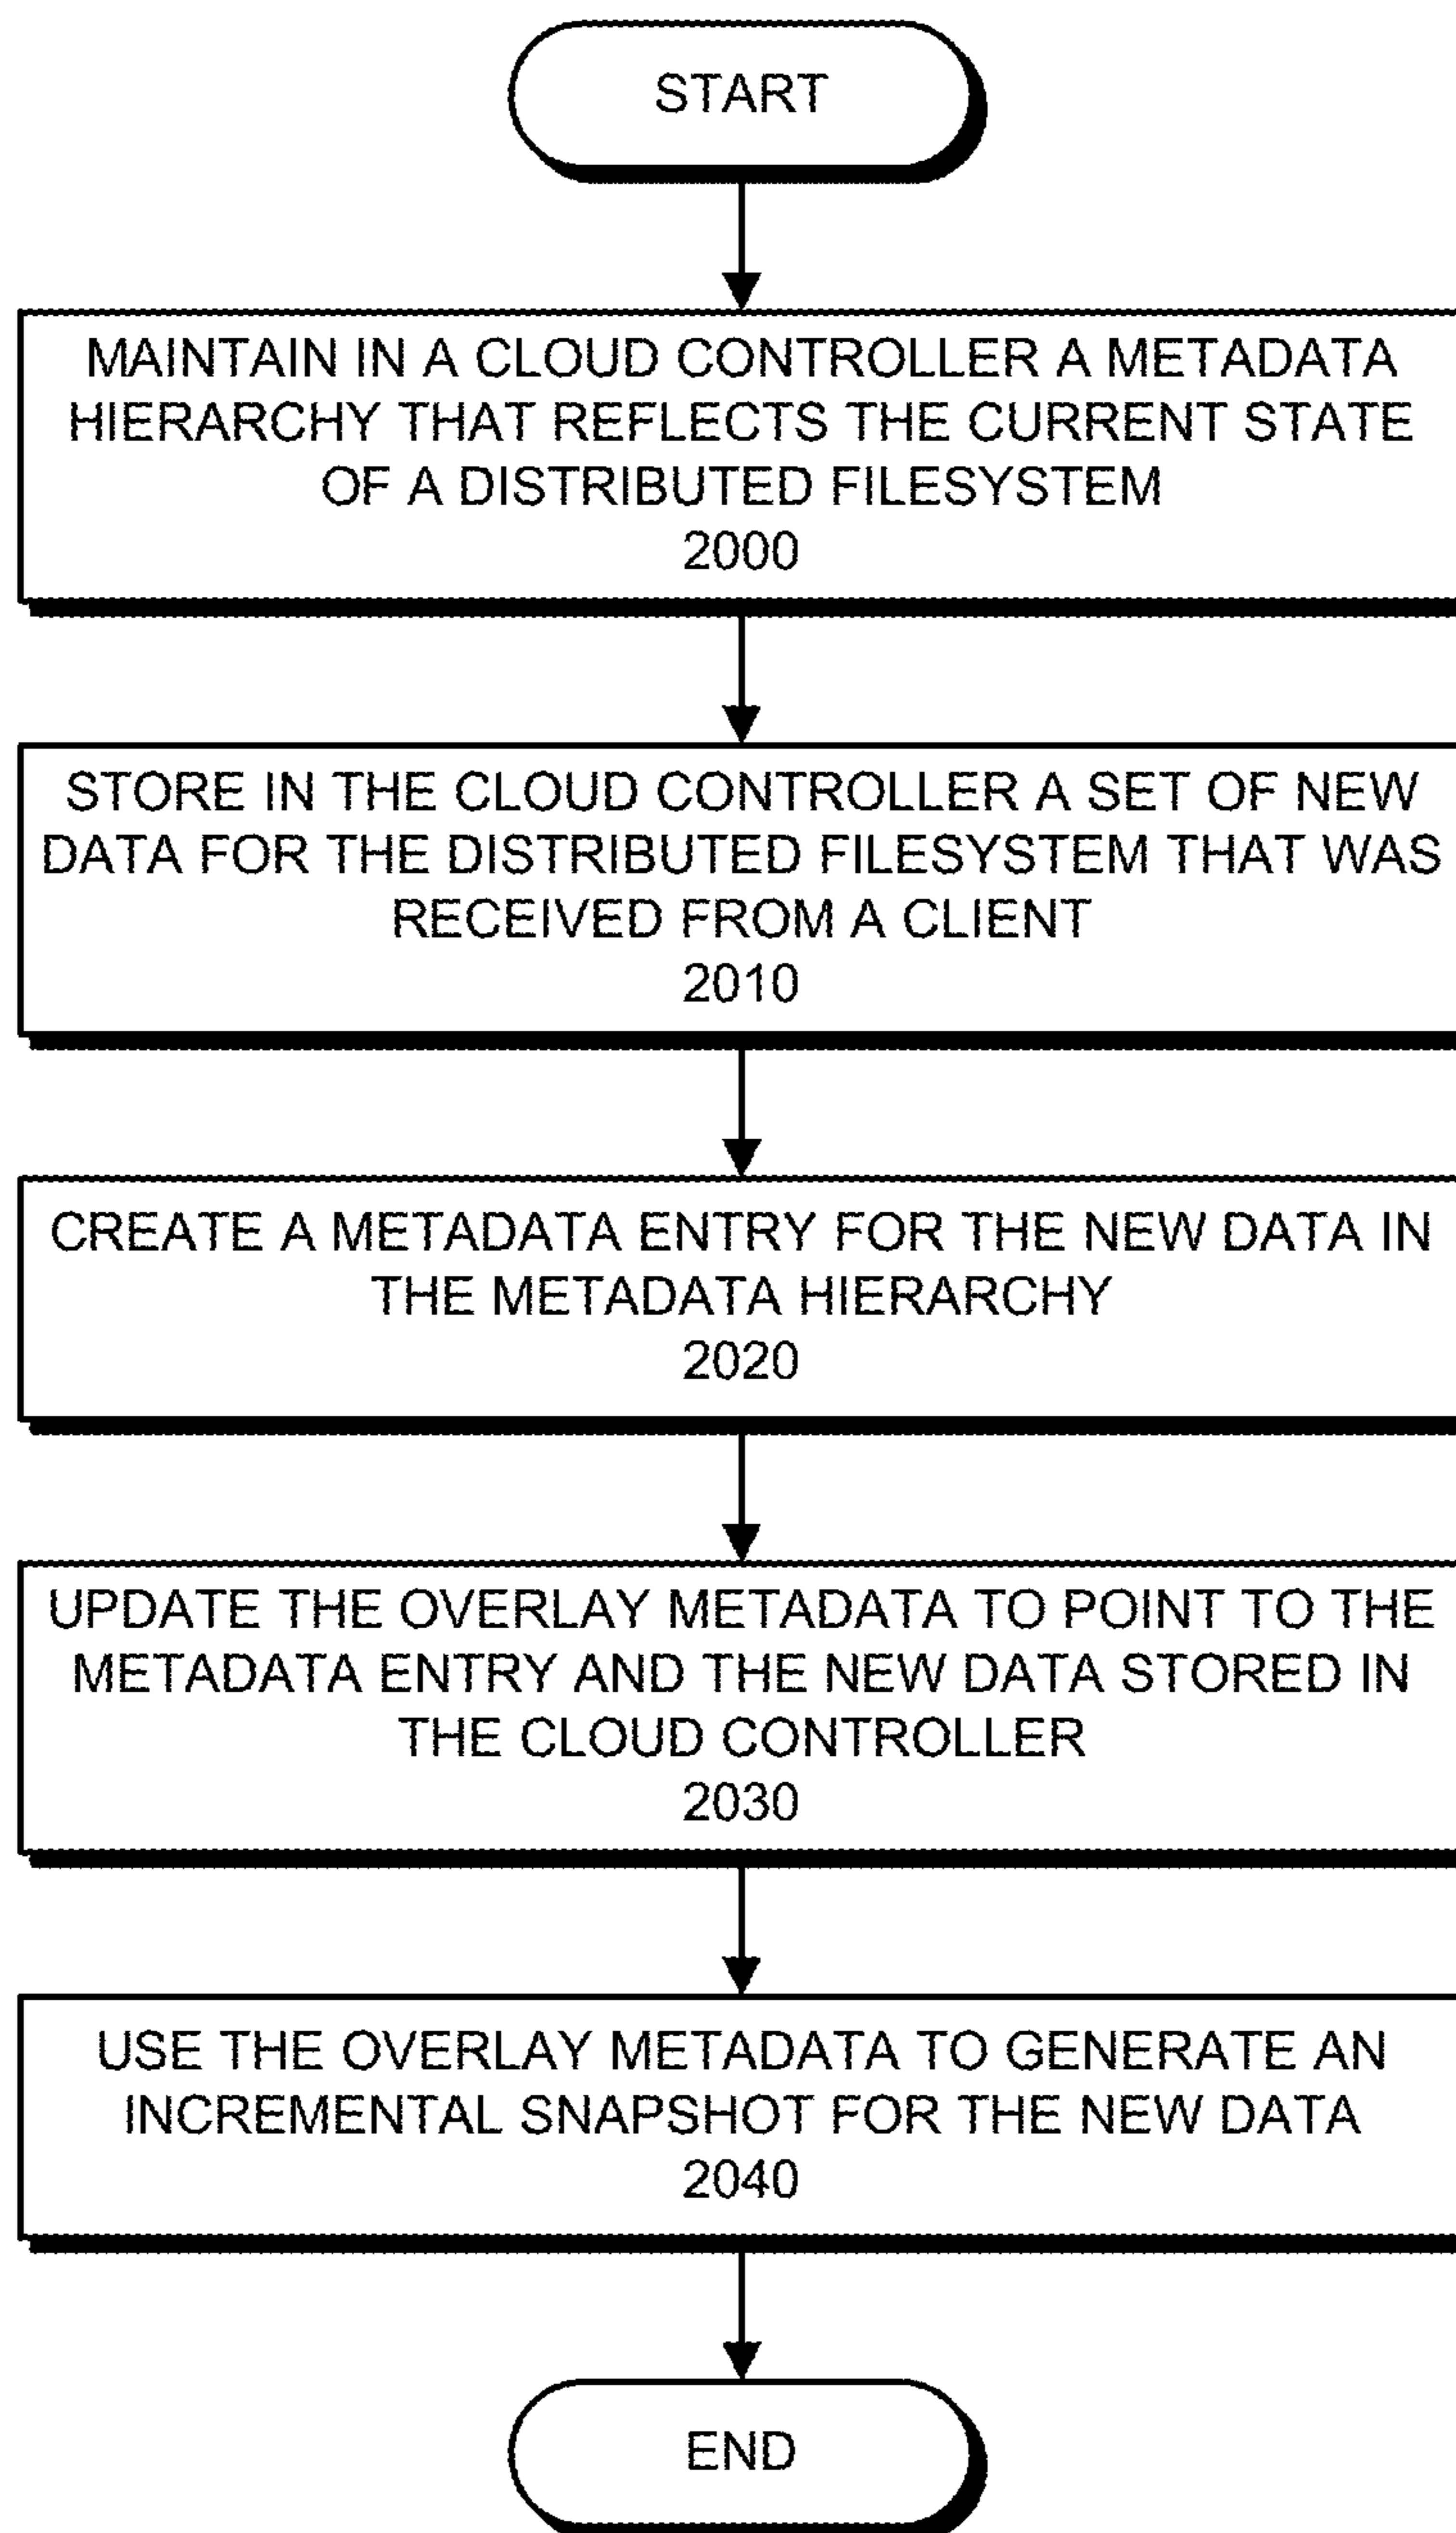 START
MAINTAIN IN A CLOUD CONTROLLER A METADATA
HIERARCHY THAT REFLECTS THE CURRENT STATE
OF A DISTRIBUTED FILESYSTEM
2000
STORE IN THE CLOUD CONTROLLER A SET OF NEW
DATA FOR THE DISTRIBUTED FILESYSTEM THAT WAS
RECEIVED FROM A CLIENT
2010
CREATE A METADATA ENTRY FOR THE NEW DATA IN
THE METADATA HIERARCHY
2020
UPDATE THE OVERLAY METADATA TO POINT TO THE
METADATA ENTRY AND THE NEW DATA STORED IN
THE CLOUD CONTROLLER
2030
USE THE OVERLAY METADATA TO GENERATE AN
INCREMENTAL SNAPSHOT FOR THE NEW DATA
2040
END